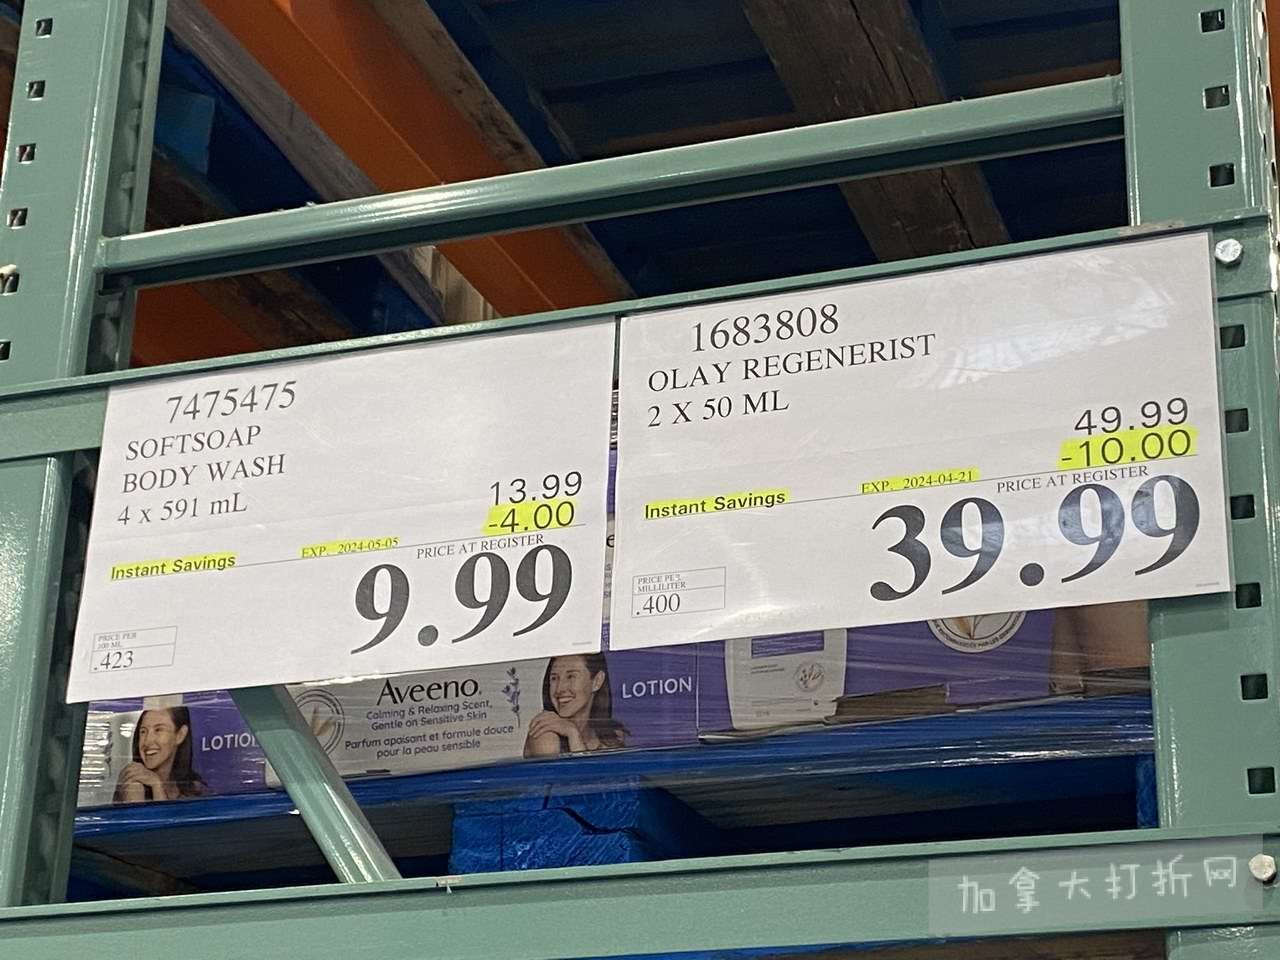 7475475
SOFTSOAP
BODY WASH
4 x 591 mL
13.99
-4.00
Instant Savings
EXP. 2024-05-05
PRICE AT REGISTER
9.99
PRICE PER
100 ML
.423
1683808
OLAY REGENERIST
2 X 50 ML
49.99
-10.00
Instant Savings
EXP. 2024-04-21
PRICE AT REGISTER
39.99
PRICE PER
MILLILITER
.400
Aveeno
Calming & Relaxing Scent,
Gentle on Sensitive Skin
Parfum apaisant et formule douce
pour la peau sensible
LOTION
LOTION
加拿大打折网